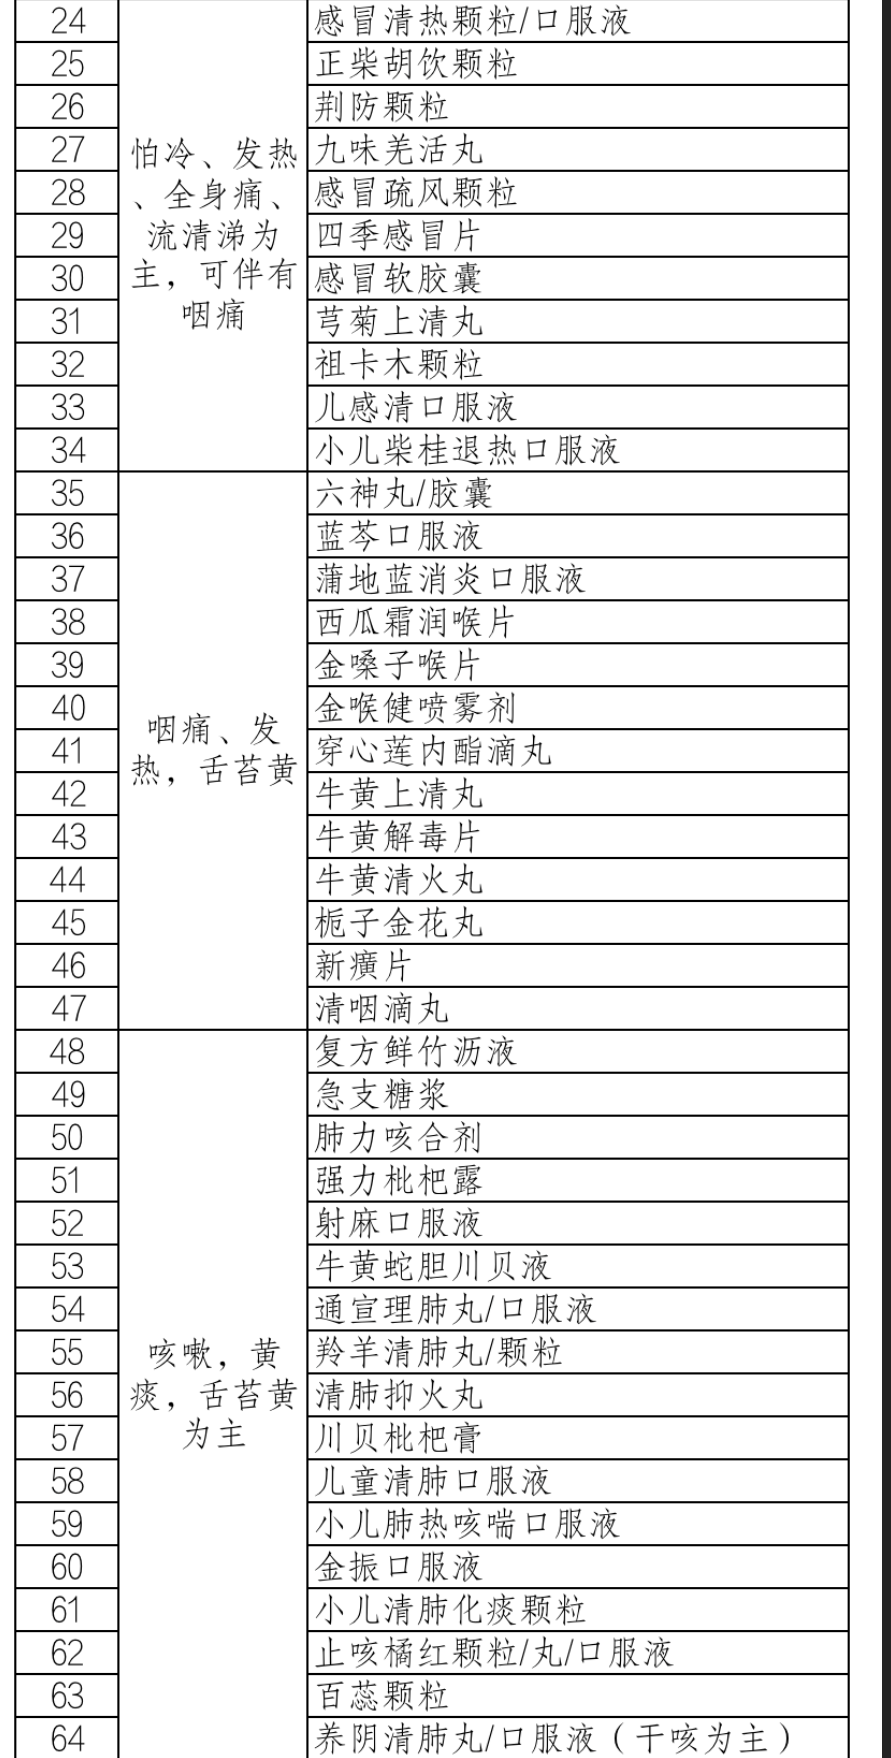 24 感冒清热颗粒/口服液
25 正柴胡饮颗粒
26 荆防颗粒
27 九味羌活丸
28 感冒疏风颗粒
29 四季感冒片
30 感冒软胶囊
31 芎菊上清丸
32 祖卡木颗粒
33 儿感清口服液
34 小儿柴桂退热口服液
怕冷、发热
、全身痛、
流清涕为
主，可伴有
咽痛
35 六神丸/胶囊
36 蓝芩口服液
37 蒲地蓝消炎口服液
38 西瓜霜润喉片
39 金嗓子喉片
40 金喉健喷雾剂
41 穿心莲内酯滴丸
42 牛黄上清丸
43 牛黄解毒片
44 牛黄清火丸
45 栀子金花丸
46 新癀片
47 清咽滴丸
咽痛、发
热，舌苔黄
48 复方鲜竹沥液
49 急支糖浆
50 肺力咳合剂
51 强力枇杷露
52 射麻口服液
53 牛黄蛇胆川贝液
54 通宣理肺丸/口服液
55 羚羊清肺丸/颗粒
56 清肺抑火丸
57 川贝枇杷膏
58 儿童清肺口服液
59 小儿肺热咳喘口服液
60 金振口服液
61 小儿清肺化痰颗粒
62 止咳橘红颗粒/丸/口服液
63 百蕊颗粒
64 养阴清肺丸/口服液（干咳为主）
咳嗽，黄
痰，舌苔黄
为主